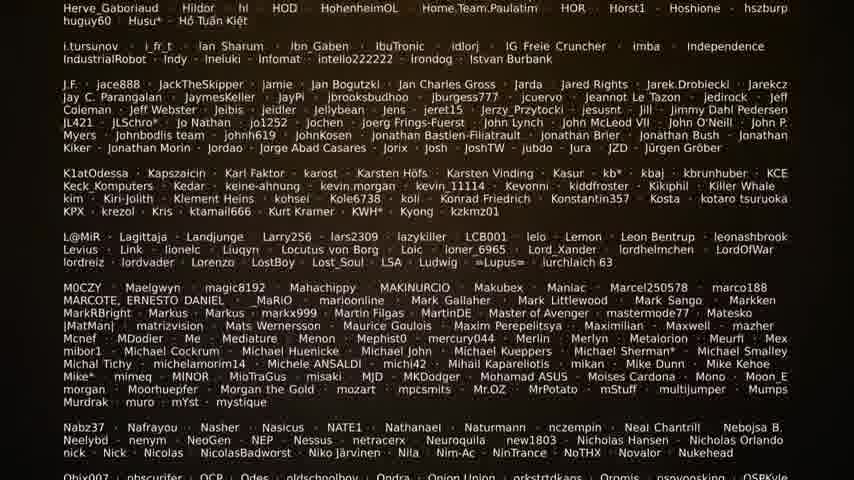 Herve_Gaboriaud · Hildor · hl · HOD · HohenheimOL · Home.Team.Paulatim · HOR · Horst1 · Hoshione · hszburp
huguy60 · Husu* · Hồ Tuấn Kiệt
i.tursunov · i_fr_t · Ian Sharum · Ibn_Gaben · IbuTronic · idlorj · IG Freie Cruncher · imba · Independence
IndustrialRobot · Indy · Ineluki · Infomat · intello222222 · Irondog · Istvan Burbank
J.F. · jace888 · JackTheSkipper · Jamie · Jan Bogutzki · Jan Charles Gross · Jarda · Jared Rights · Jarek.Drobiecki · Jarekcz
Jay C. Parangalan · JaymesKeller · JayPi · jbrooksbudhoo · jburgess777 · jcuervo · Jeannot Le Tazon · jedirock · Jeff
Coleman · Jeff Webster · Jeibis · jeidler · Jellybean · Jens · jeret15 · Jerzy_Przytocki · jesusnt · Jill · Jimmy Dahl Pedersen
JL421 · JLSchro* · Jo Nathan · jo1252 · Jochen · Joerg Frings-Fuerst · John Lynch · John McLeod VII · John O'Neill · John P.
Myers · Johnbodlis team · johnh619 · JohnKosen · Jonathan Bastien-Filiatrault · Jonathan Brier · Jonathan Bush · Jonathan
Kiker · Jonathan Morin · Jordao · Jorge Abad Casares · Jorix · Josh · JoshTW · jubdo · Jura · JZD · Jürgen Gröber
K1atOdessa · Kapszaicin · Karl Faktor · karost · Karsten Höfs · Karsten Vinding · Kasur · kb* · kbaj · kbrunhuber · KCE
Keck_Komputers · Kedar · keine-ahnung · kevin.morgan · kevin_11114 · Kevonni · kiddfroster · Kikiphil · Killer Whale
kim · Kiri-Jolith · Klement Heins · kohsei · Kole6738 · koli · Konrad Friedrich · Konstantin357 · Kosta · kotaro tsuruoka
KPX · krezol · Kris · ktamail666 · Kurt Kramer · KWH* · Kyong · kzkmz01
L@MiR · Lagittaja · Landjunge · Larry256 · lars2309 · lazykiller · LCB001 · lelo · Lemon · Leon Bentrup · leonashbrook
Levius · Link · lionelc · Liuqyn · Locutus von Borg · Loic · loner_6965 · Lord_Xander · lordhelmchen · LordOfWar
lordreiz · lordvader · Lorenzo · LostBoy · Lost_Soul · LSA · Ludwig · =Lupus= · lurchlaich 63
M0CZY · Maelgwyn · magic8192 · Mahachippy · MAKINURCIO · Makubex · Maniac · Marcel250578 · marco188
MARCOTE, ERNESTO DANIEL · _MaRiO · marioonline · Mark Gallaher · Mark Littlewood · Mark Sango · Markken
MarkRBright · Markus · Markus · markx999 · Martin Filgas · MartinDE · Master of Avenger · mastermode77 · Matesko
|MatMan| · matrizvision · Mats Wernersson · Maurice Goulois · Maxim Perepelitsya · Maximilian · Maxwell · mazher
Mcnef · MDodier · Me · Mediature · Menon · Mephist0 · mercury044 · Merlin · Merlyn · Metalorion · Meurfi · Mex
mibor1 · Michael Cockrum · Michael Huenicke · Michael John · Michael Kueppers · Michael Sherman* · Michael Smalley
Michal Tichy · michelamorim14 · Michele ANSALDI · michi42 · Mihail Kapareliotis · mikan · Mike Dunn · Mike Kehoe
Mike* · mimeq · MINOR · MioTraGus · misaki · MJD · MKDodger · Mohamad ASUS · Moises Cardona · Mono · Moon_E
morgan · Moorhuepfer · Morgan the Gold · mozart · mpcsmits · Mr.OZ · MrPotato · mStuff · multijumper · Mumps
Murdrak · muro · mYst · mystique
Nabz37 · Nafrayou · Nasher · Nasicus · NATE1 · Nathanael · Naturmann · nczempin · Neal Chantrill · Nebojsa B.
Neelybd · nenym · NeoGen · NEP · Nessus · netracerx · Neuroquila · new1803 · Nicholas Hansen · Nicholas Orlando
nick · Nick · Nicolas · NicolasBadworst · Niko Järvinen · Nila · Nim-Ac · NinTrance · NoTHX · Novalor · Nukehead